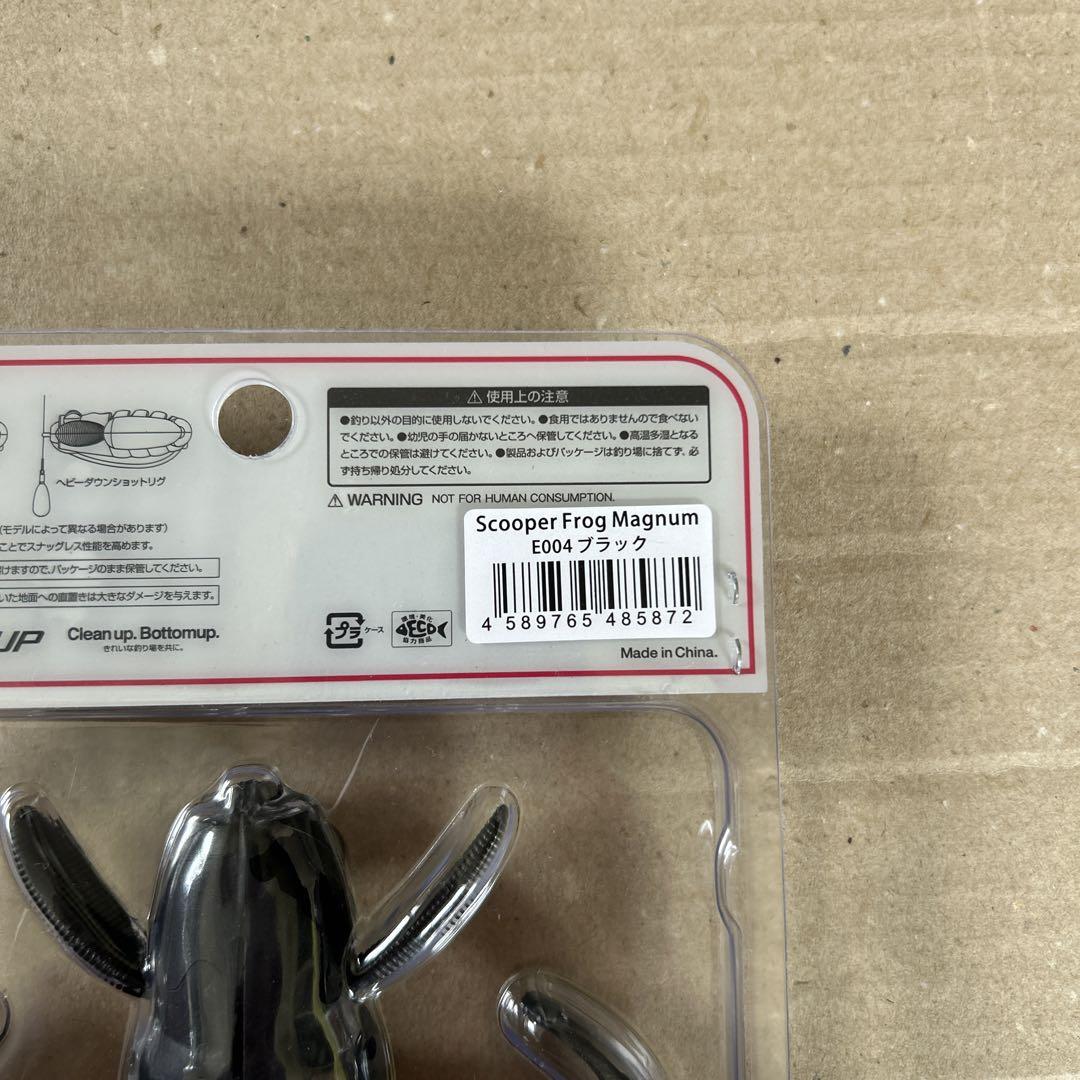 ⚠ 使用上の注意
●釣り以外の目的に使用しないでください。●食用ではありませんので食べない
でください。●幼児の手の届かないところへ保管してください。●高温多湿となる
ところでの保管は避けてください。●製品およびパッケージは釣り場に捨てず、必
ず持ち帰り処分してください。
⚠ WARNING NOT FOR HUMAN CONSUMPTION.
ヘビーダウンショットリグ
(モデルによって異なる場合があります)
ことでスナッグレス性能を高めます。
けますので、パッケージのまま保管してください。
いた地面への直置きは大きなダメージを与えます。
UP
Clean up. Bottomup.
きれいな釣り場を共に。
プラ ケース
環境・美化
ECO
協力商品
Scooper Frog Magnum
E004 ブラック
4 589765 485872
Made in China.